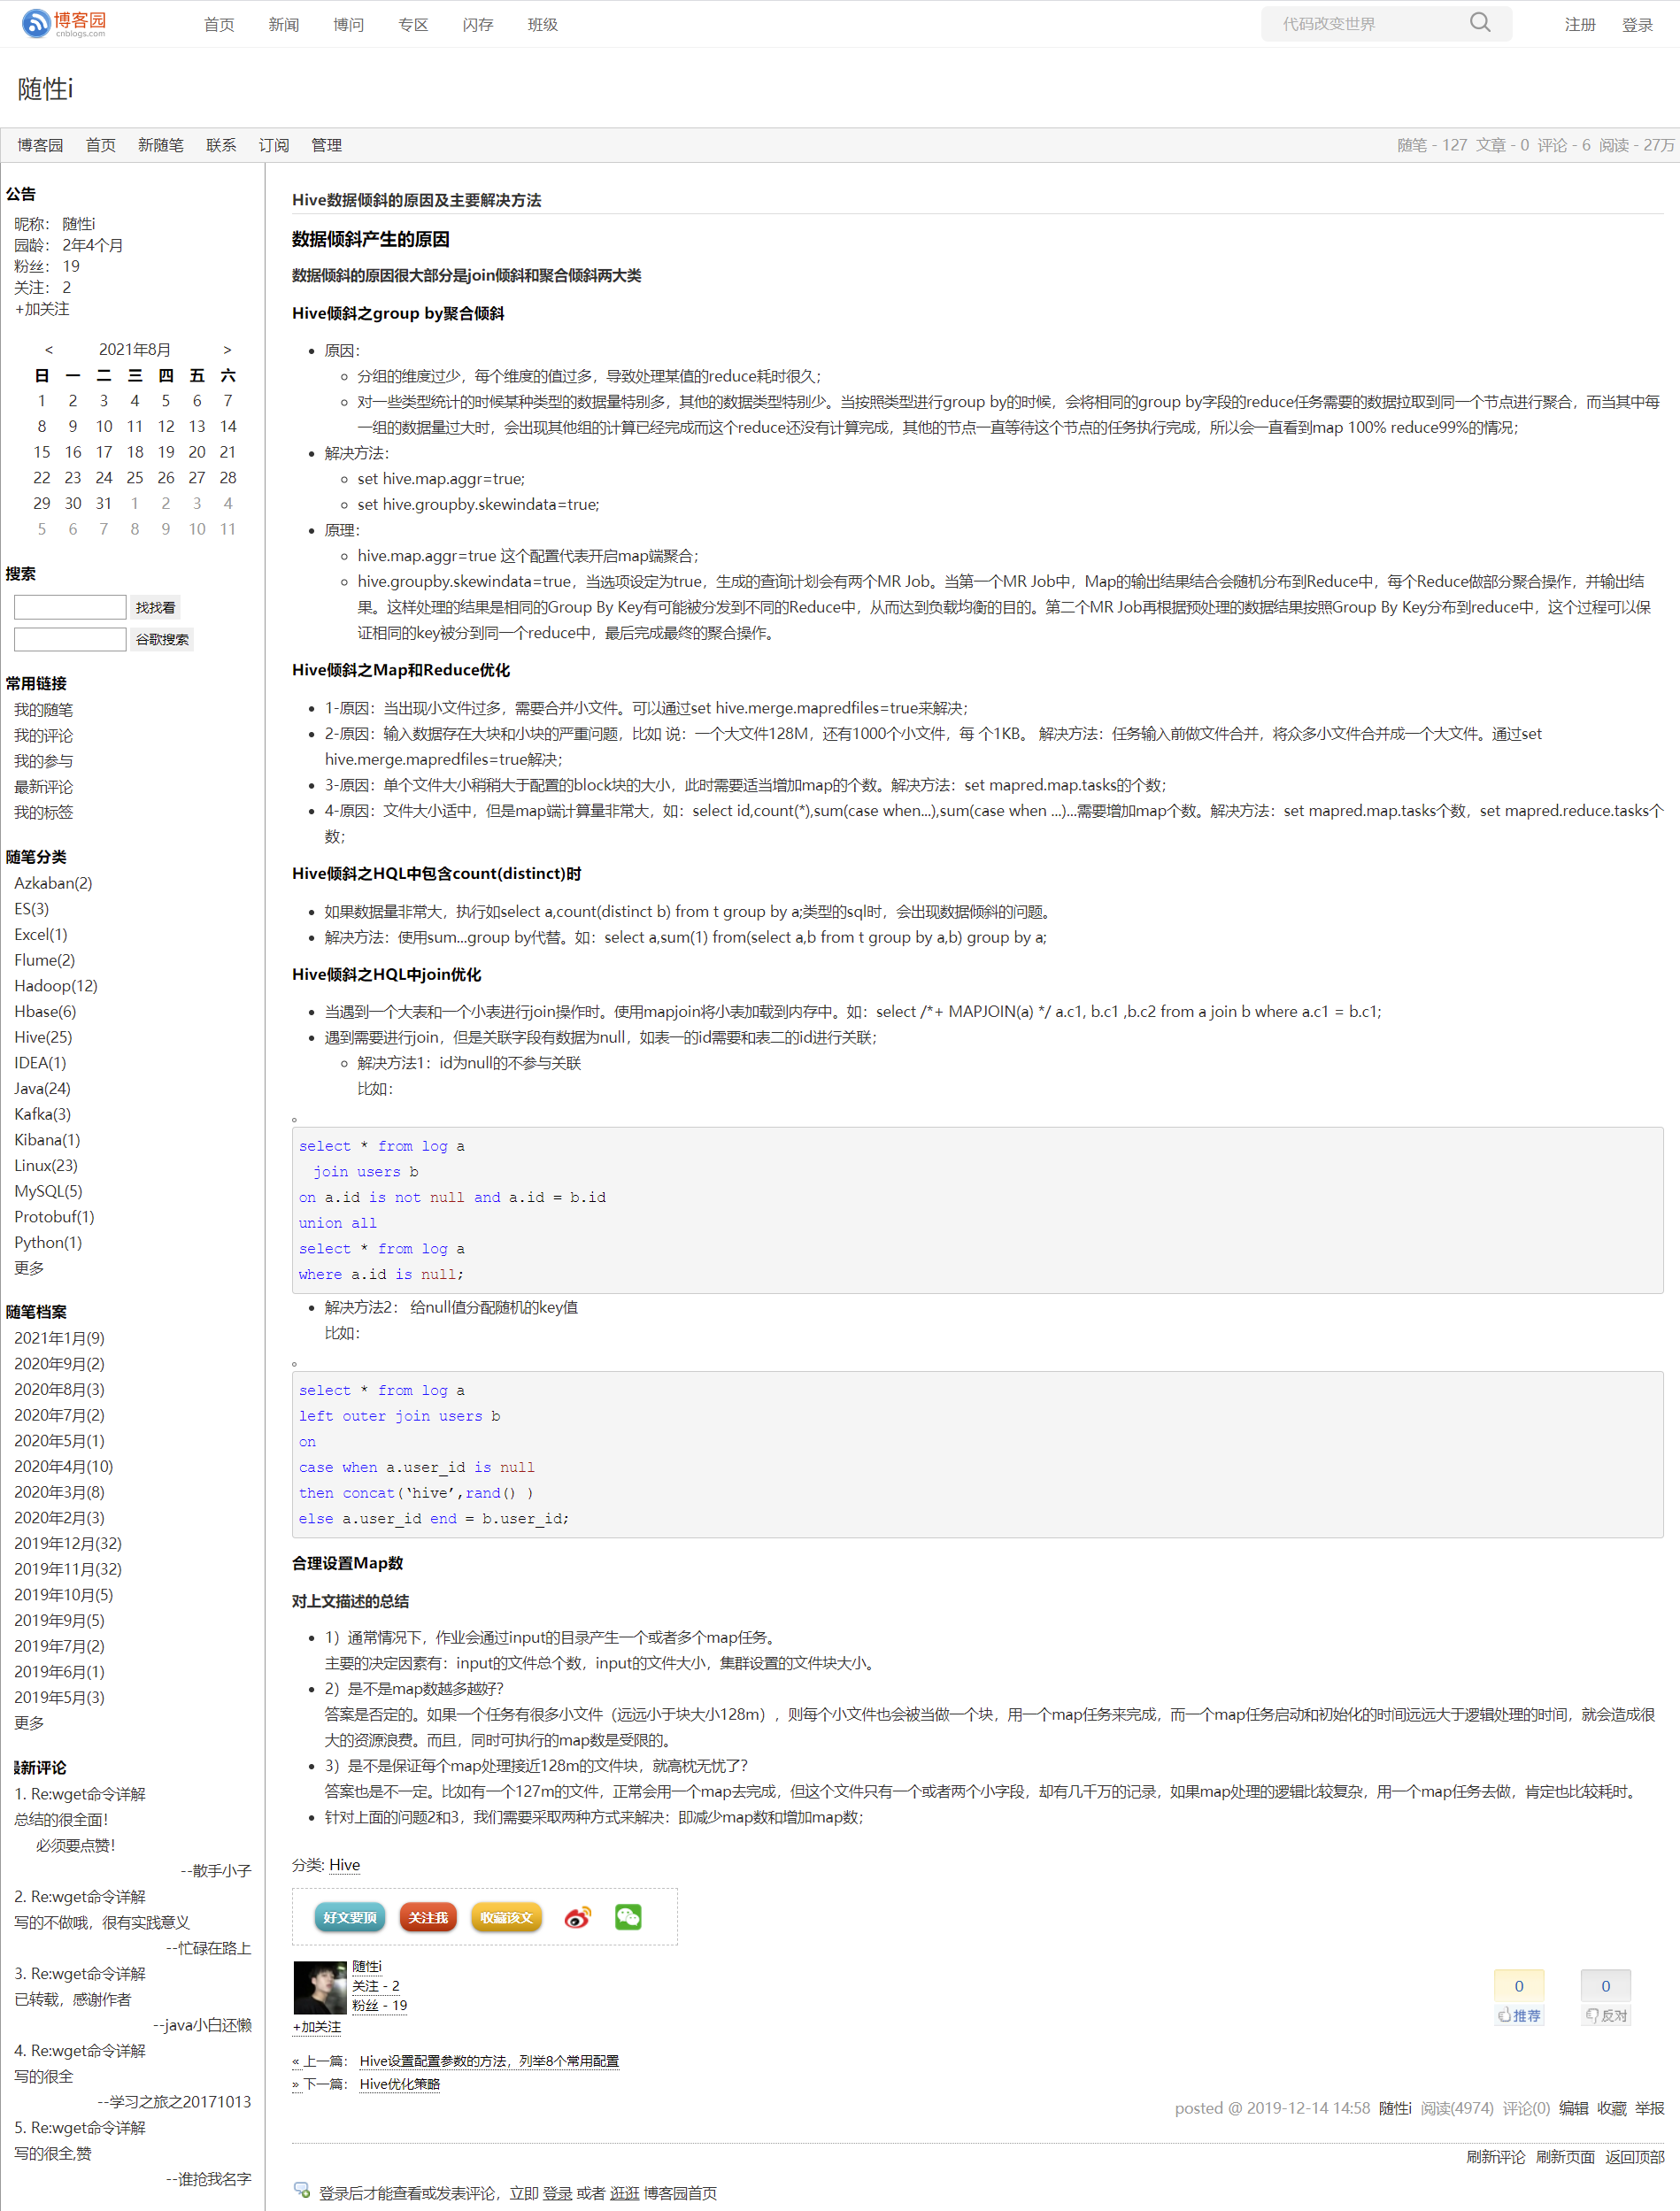 博客园
cnblogs.com
首页 新闻 博问 专区 闪存 班级
代码改变世界
注册 登录
随性i
博客园 首页 新随笔 联系 订阅 管理
随笔 - 127 文章 - 0 评论 - 6 阅读 - 27万
公告
昵称： 随性i
园龄： 2年4个月
粉丝： 19
关注： 2
+加关注
< 2021年8月 >
日 一 二 三 四 五 六
1 2 3 4 5 6 7
8 9 10 11 12 13 14
15 16 17 18 19 20 21
22 23 24 25 26 27 28
29 30 31 1 2 3 4
5 6 7 8 9 10 11
搜索
找找看
谷歌搜索
常用链接
我的随笔
我的评论
我的参与
最新评论
我的标签
随笔分类
Azkaban(2)
ES(3)
Excel(1)
Flume(2)
Hadoop(12)
Hbase(6)
Hive(25)
IDEA(1)
Java(24)
Kafka(3)
Kibana(1)
Linux(23)
MySQL(5)
Protobuf(1)
Python(1)
更多
随笔档案
2021年1月(9)
2020年9月(2)
2020年8月(3)
2020年7月(2)
2020年5月(1)
2020年4月(10)
2020年3月(8)
2020年2月(3)
2019年12月(32)
2019年11月(32)
2019年10月(5)
2019年9月(5)
2019年7月(2)
2019年6月(1)
2019年5月(3)
更多
最新评论
1. Re:wget命令详解
总结的很全面！
必须要点赞！
--散手小子
2. Re:wget命令详解
写的不做哦，很有实践意义
--忙碌在路上
3. Re:wget命令详解
已转载，感谢作者
--java小白还懒
4. Re:wget命令详解
写的很全
--学习之旅之20171013
5. Re:wget命令详解
写的很全,赞
--谁抢我名字
Hive数据倾斜的原因及主要解决方法
数据倾斜产生的原因
数据倾斜的原因很大部分是join倾斜和聚合倾斜两大类
Hive倾斜之group by聚合倾斜
原因：
分组的维度过少，每个维度的值过多，导致处理某值的reduce耗时很久；
对一些类型统计的时候某种类型的数据量特别多，其他的数据类型特别少。当按照类型进行group by的时候，会将相同的group by字段的reduce任务需要的数据拉取到同一个节点进行聚合，而当其中每
一组的数据量过大时，会出现其他组的计算已经完成而这个reduce还没有计算完成，其他的节点一直等待这个节点的任务执行完成，所以会一直看到map 100% reduce99%的情况；
解决方法：
set hive.map.aggr=true;
set hive.groupby.skewindata=true;
原理：
hive.map.aggr=true 这个配置代表开启map端聚合；
hive.groupby.skewindata=true，当选项设定为true，生成的查询计划会有两个MR Job。当第一个MR Job中，Map的输出结果结合会随机分布到Reduce中，每个Reduce做部分聚合操作，并输出结
果。这样处理的结果是相同的Group By Key有可能被分发到不同的Reduce中，从而达到负载均衡的目的。第二个MR Job再根据预处理的数据结果按照Group By Key分布到reduce中，这个过程可以保
证相同的key被分到同一个reduce中，最后完成最终的聚合操作。
Hive倾斜之Map和Reduce优化
1-原因：当出现小文件过多，需要合并小文件。可以通过set hive.merge.mapredfiles=true来解决；
2-原因：输入数据存在大块和小块的严重问题，比如 说：一个大文件128M，还有1000个小文件，每 个1KB。 解决方法：任务输入前做文件合并，将众多小文件合并成一个大文件。通过set
hive.merge.mapredfiles=true解决；
3-原因：单个文件大小稍稍大于配置的block块的大小，此时需要适当增加map的个数。解决方法：set mapred.map.tasks的个数；
4-原因：文件大小适中，但是map端计算量非常大，如：select id,count(*),sum(case when...),sum(case when ...)...需要增加map个数。解决方法：set mapred.map.tasks个数，set mapred.reduce.tasks个
数；
Hive倾斜之HQL中包含count(distinct)时
如果数据量非常大，执行如select a,count(distinct b) from t group by a;类型的sql时，会出现数据倾斜的问题。
解决方法：使用sum...group by代替。如：select a,sum(1) from(select a,b from t group by a,b) group by a;
Hive倾斜之HQL中join优化
当遇到一个大表和一个小表进行join操作时。使用mapjoin将小表加载到内存中。如：select /*+ MAPJOIN(a) */ a.c1, b.c1 ,b.c2 from a join b where a.c1 = b.c1;
遇到需要进行join，但是关联字段有数据为null，如表一的id需要和表二的id进行关联；
解决方法1：id为null的不参与关联
比如：
。
select * from log a
join users b
on a.id is not null and a.id = b.id
union all
select * from log a
where a.id is null;
解决方法2： 给null值分配随机的key值
比如：
。
select * from log a
left outer join users b
on
case when a.user_id is null
then concat(‘hive’,rand() )
else a.user_id end = b.user_id;
合理设置Map数
对上文描述的总结
1）通常情况下，作业会通过input的目录产生一个或者多个map任务。
主要的决定因素有：input的文件总个数，input的文件大小，集群设置的文件块大小。
2）是不是map数越多越好？
答案是否定的。如果一个任务有很多小文件（远远小于块大小128m），则每个小文件也会被当做一个块，用一个map任务来完成，而一个map任务启动和初始化的时间远远大于逻辑处理的时间，就会造成很
大的资源浪费。而且，同时可执行的map数是受限的。
3）是不是保证每个map处理接近128m的文件块，就高枕无忧了？
答案也是不一定。比如有一个127m的文件，正常会用一个map去完成，但这个文件只有一个或者两个小字段，却有几千万的记录，如果map处理的逻辑比较复杂，用一个map任务去做，肯定也比较耗时。
针对上面的问题2和3，我们需要采取两种方式来解决：即减少map数和增加map数；
分类: Hive
好文要顶 关注我 收藏该文
随性i
关注 - 2
粉丝 - 19
+加关注
0 0
推荐 反对
« 上一篇： Hive设置配置参数的方法，列举8个常用配置
» 下一篇： Hive优化策略
posted @ 2019-12-14 14:58 随性i 阅读(4974) 评论(0) 编辑 收藏 举报
刷新评论 刷新页面 返回顶部
登录后才能查看或发表评论，立即 登录 或者 逛逛 博客园首页